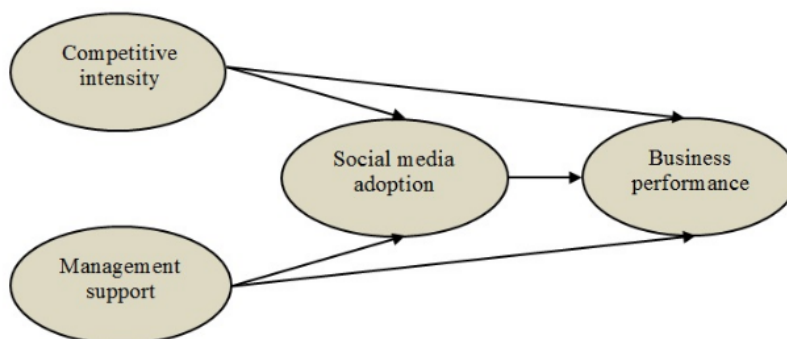 Competitive
intensity
Social media
adoption
Business
performance
Management
support